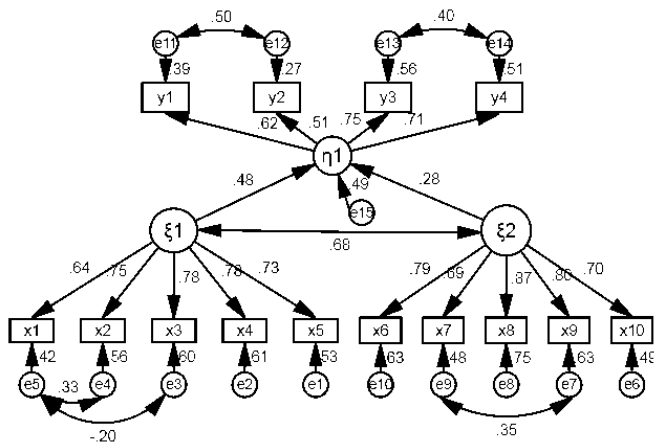 .50 .40
e11 e12 e13 e14
.39 .27 .56 .51
y1 y2 y3 y4
.62 .51 .75 .71
η1
.48 .49 .28
e15
ξ1 ξ2
.68
.64 .75 .78 .78 .73 .79 .69 .87 .80 .70
x1 x2 x3 x4 x5 x6 x7 x8 x9 x10
.42 .56 .60 .61 .53 .63 .48 .75 .63 .49
e5 e4 e3 e2 e1 e10 e9 e8 e7 e6
.33
-.20 .35